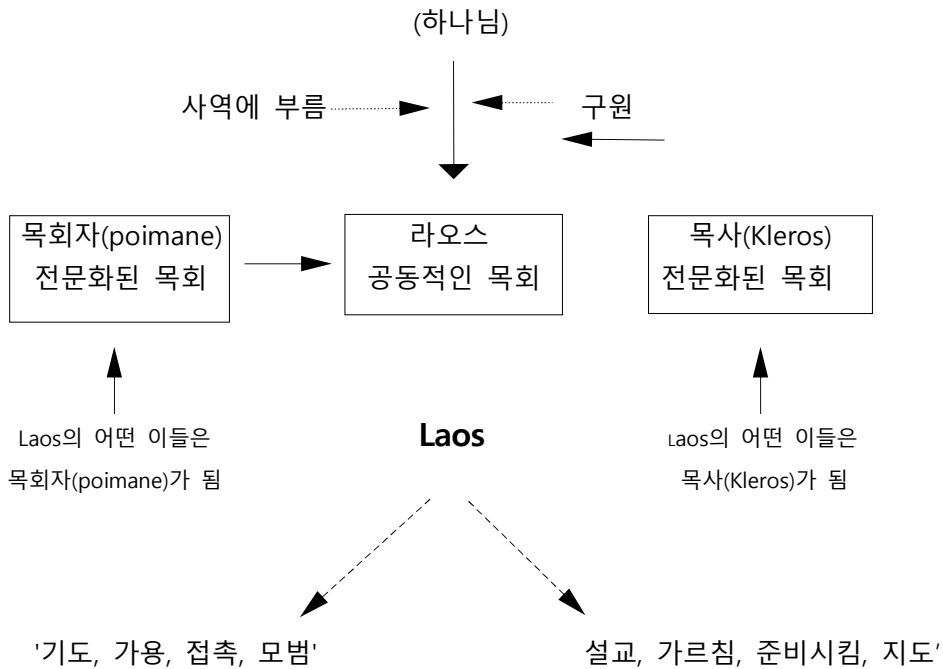 (하나님)
사역에 부름
구원
목회자(poimane)
전문화된 목회
라오스
공동적인 목회
목사(Kleros)
전문화된 목회
Laos의 어떤 이들은
목회자(poimane)가 됨
Laos
Laos의 어떤 이들은
목사(Kleros)가 됨
'기도, 가용, 접촉, 모범'
설교, 가르침, 준비시킴, 지도'